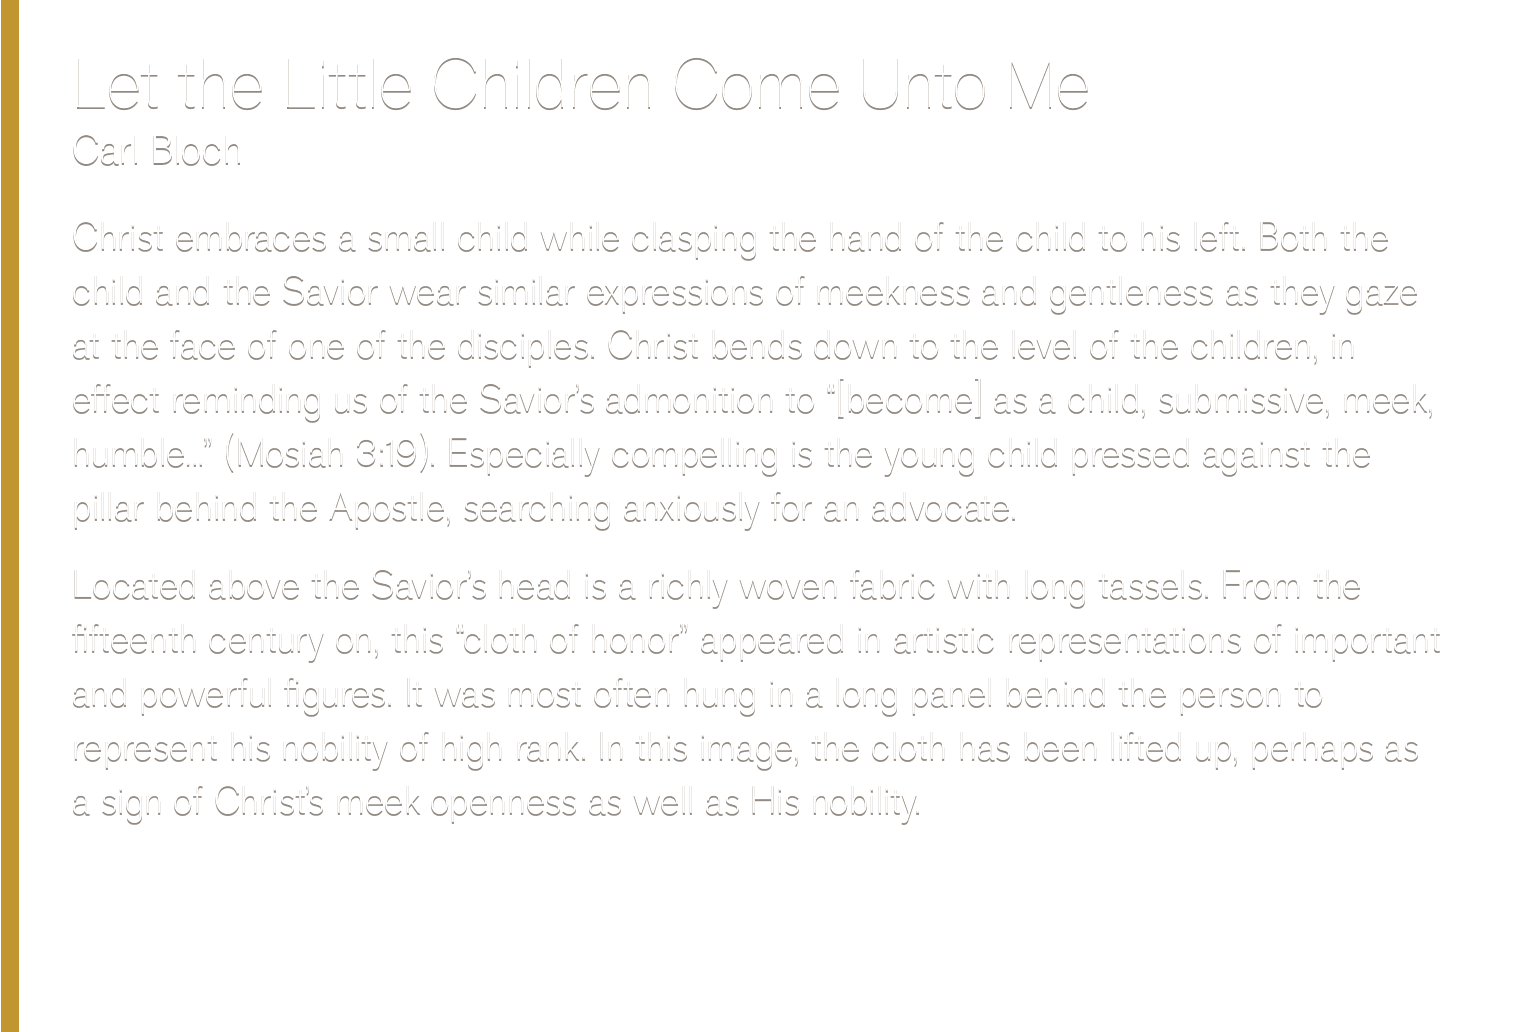 Let the Little Children Come Unto Me
Carl Bloch
Christ embraces a small child while clasping the hand of the child to his left. Both the
child and the Savior wear similar expressions of meekness and gentleness as they gaze
at the face of one of the disciples. Christ bends down to the level of the children, in
effect reminding us of the Savior’s admonition to “[become] as a child, submissive, meek,
humble...” (Mosiah 3:19). Especially compelling is the young child pressed against the
pillar behind the Apostle, searching anxiously for an advocate.
Located above the Savior’s head is a richly woven fabric with long tassels. From the
fifteenth century on, this “cloth of honor” appeared in artistic representations of important
and powerful figures. It was most often hung in a long panel behind the person to
represent his nobility of high rank. In this image, the cloth has been lifted up, perhaps as
a sign of Christ’s meek openness as well as His nobility.